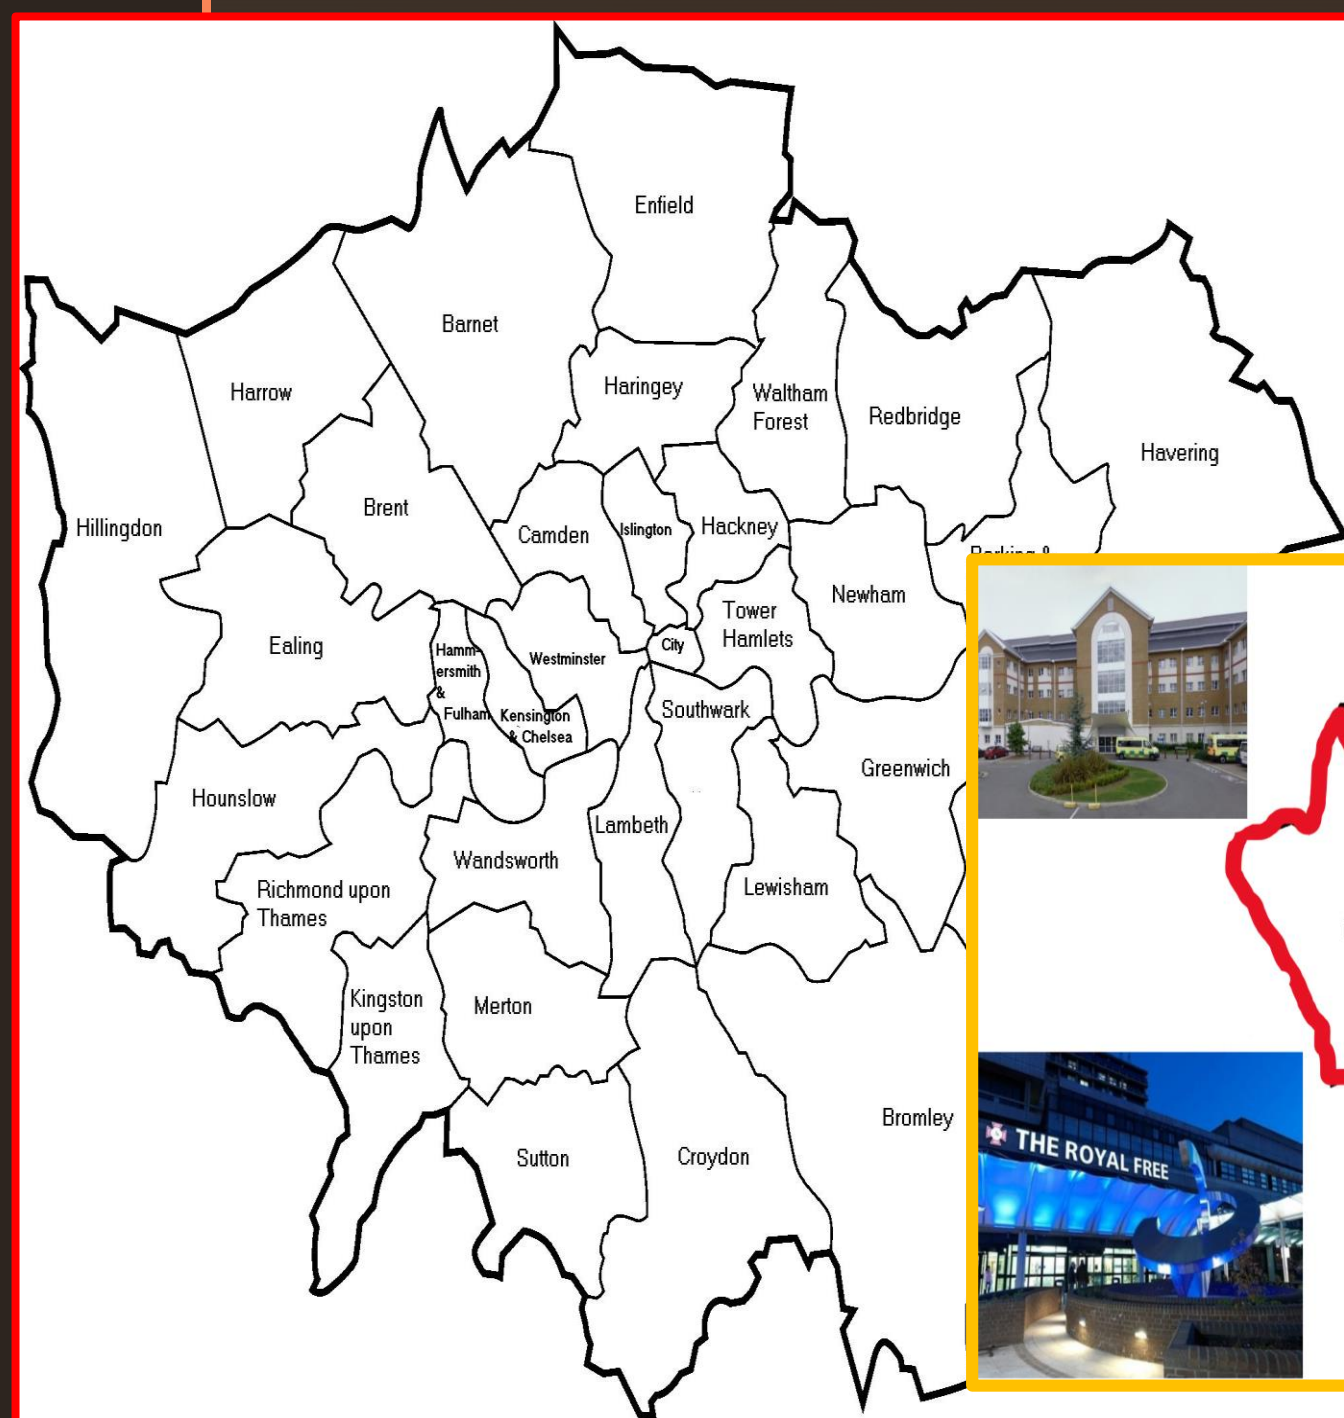 Enfield
Barnet
Harrow
Haringey
Waltham
Forest
Redbridge
Havering
Hillingdon
Brent
Camden
Islington
Hackney
Barking &
Newham
Tower
Hamlets
Ealing
Hamm-
ersmith
&
Fulham
Westminster
City
Kensington
& Chelsea
Southwark
Greenwich
Hounslow
Lambeth
Wandsworth
Lewisham
Richmond upon
Thames
Kingston
upon
Thames
Merton
Sutton
Croydon
Bromley
THE ROYAL FREE